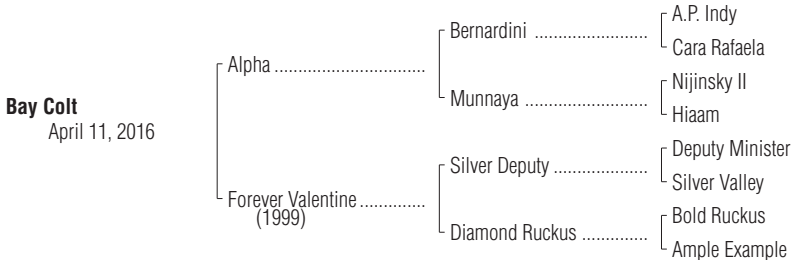 A.P. Indy
Bernardini ........................
Cara Rafaela
Alpha ................................
Nijinsky II
Munnaya ..........................
Hiaam
Bay Colt
April 11, 2016
Deputy Minister
Silver Deputy ....................
Silver Valley
Forever Valentine ..............
(1999)
Bold Ruckus
Diamond Ruckus ..............
Ample Example